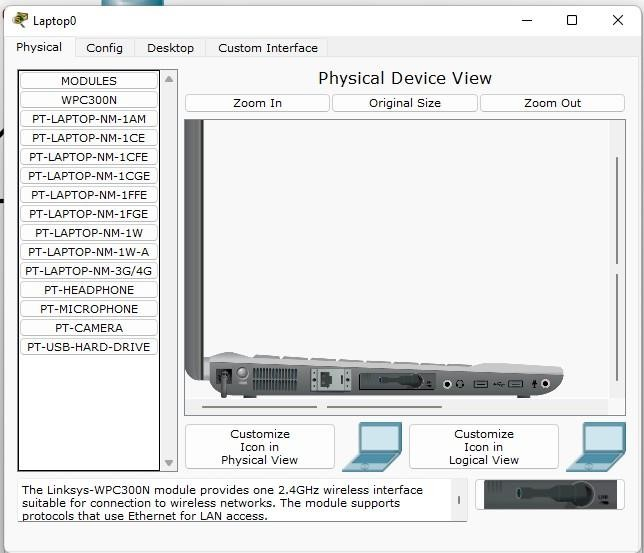 Laptop0
Physical Config Desktop Custom Interface
MODULES
WPC300N
PT-LAPTOP-NM-1AM
PT-LAPTOP-NM-1CE
PT-LAPTOP-NM-1CFE
PT-LAPTOP-NM-1CGE
PT-LAPTOP-NM-1FFE
PT-LAPTOP-NM-1FGE
PT-LAPTOP-NM-1W
PT-LAPTOP-NM-1W-A
PT-LAPTOP-NM-3G/4G
PT-HEADPHONE
PT-MICROPHONE
PT-CAMERA
PT-USB-HARD-DRIVE
Physical Device View
Zoom In Original Size Zoom Out
Customize
Icon in
Physical View
Customize
Icon in
Logical View
The Linksys-WPC300N module provides one 2.4GHz wireless interface
suitable for connection to wireless networks. The module supports
protocols that use Ethernet for LAN access.